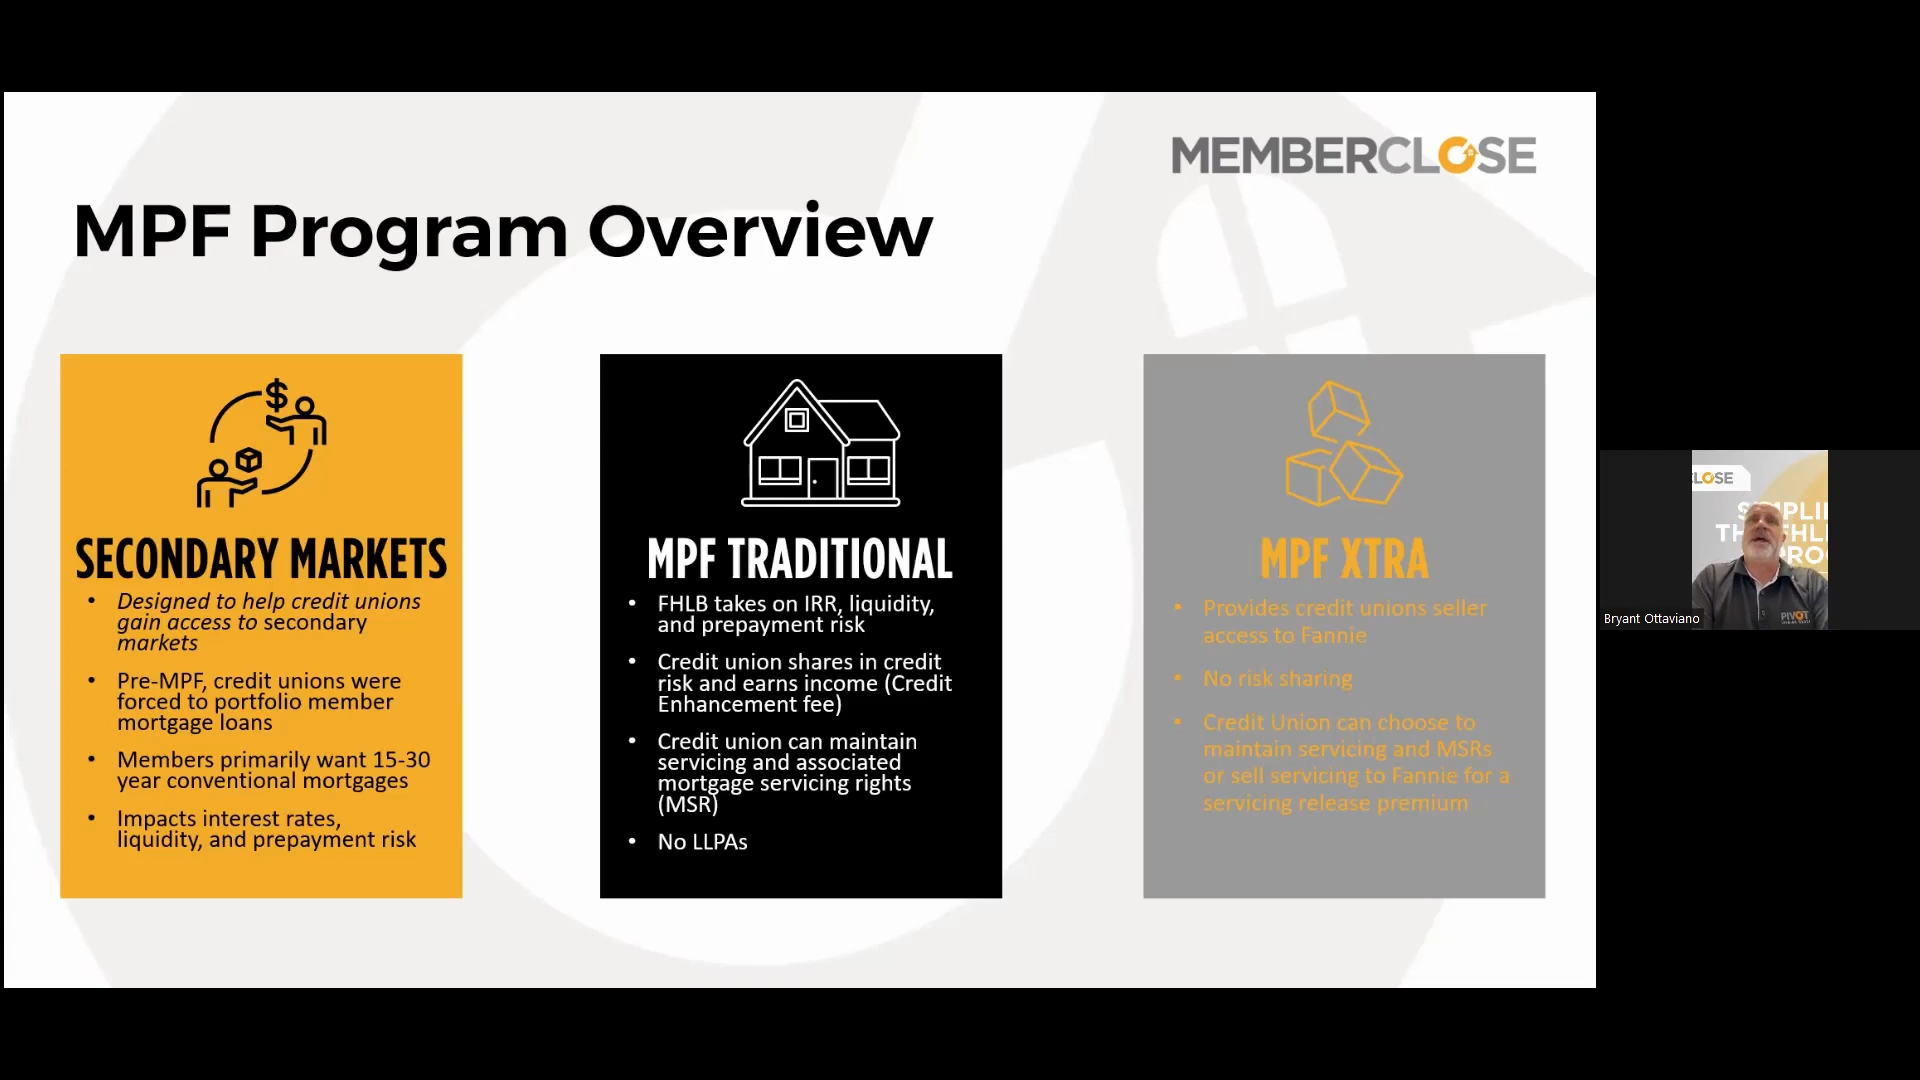 MEMBERCLOSE
MPF Program Overview
$
SECONDARY MARKETS
• Designed to help credit unions
gain access to secondary
markets
• Pre-MPF, credit unions were
forced to portfolio member
mortgage loans
• Members primarily want 15-30
year conventional mortgages
• Impacts interest rates,
liquidity, and prepayment risk
MPF TRADITIONAL
• FHLB takes on IRR, liquidity,
and prepayment risk
• Credit union shares in credit
risk and earns income (Credit
Enhancement fee)
• Credit union can maintain
servicing and associated
mortgage servicing rights
(MSR)
• No LLPAs
MPF XTRA
• Provides credit unions seller
access to Fannie
• No risk sharing
• Credit Union can choose to
maintain servicing and MSRs
or sell servicing to Fannie for a
servicing release premium
LOSE
PIVOT
Bryant Ottaviano